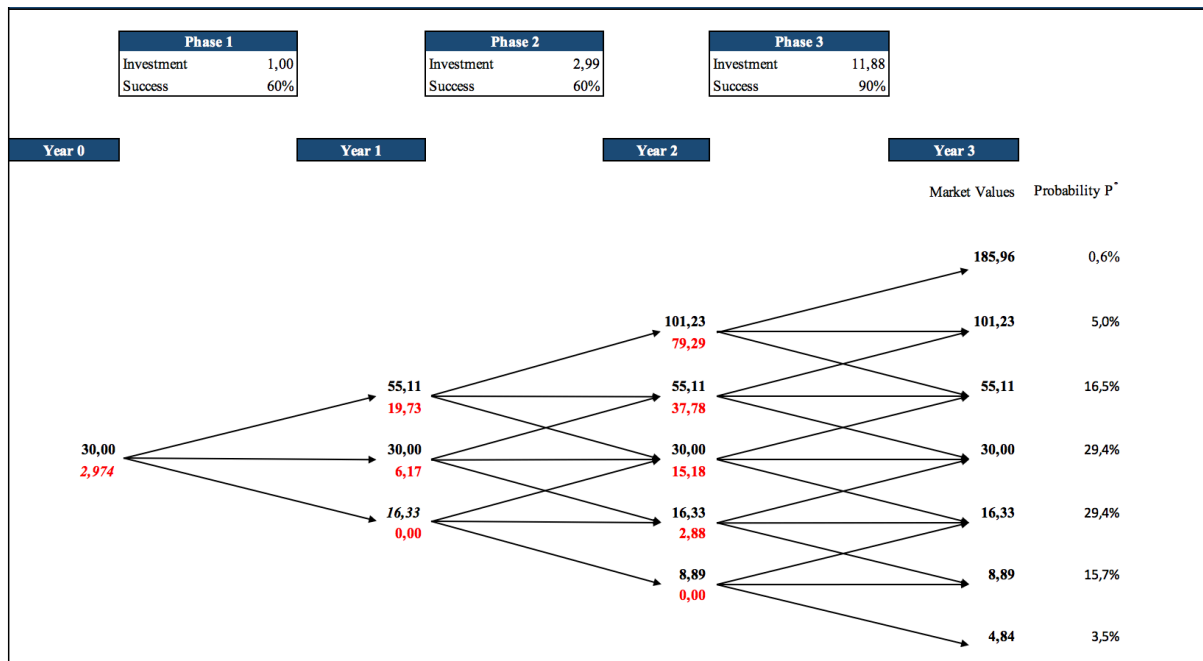 Phase 1 Phase 2 Phase 3
Investment 1,00 Investment 2,99 Investment 11,88
Success 60% Success 60% Success 90%
Year 0 Year 1 Year 2 Year 3
Market Values Probability P*
185,96 0,6%
101,23 101,23 5,0%
79,29
55,11 55,11 55,11 16,5%
19,73 37,78
30,00 30,00 30,00 30,00 29,4%
2,974 6,17 15,18
16,33 16,33 16,33 29,4%
0,00 2,88
8,89 8,89 15,7%
0,00
4,84 3,5%